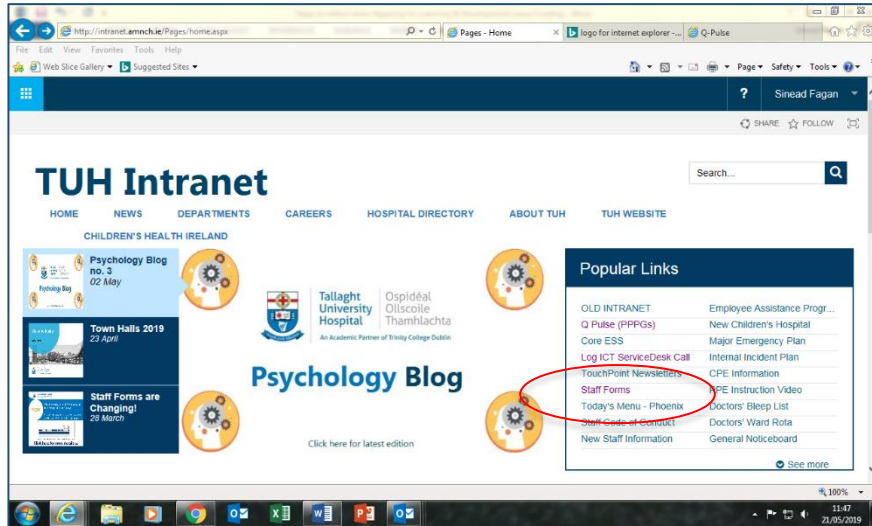 http://intranet.amnch.ie/Pages/home.aspx
Pages - Home
logo for internet explorer -...
Q-Pulse
File Edit View Favorites Tools Help
Web Slice Gallery Suggested Sites
Page Safety Tools
? Sinead Fagan
SHARE FOLLOW
TUH Intranet
Search...
HOME NEWS DEPARTMENTS CAREERS HOSPITAL DIRECTORY ABOUT TUH TUH WEBSITE
CHILDREN'S HEALTH IRELAND
Psychology Blog
no. 3
02 May
Town Halls 2019
23 April
Staff Forms are
Changing!
28 March
Psychology Blog
Tallaght
University
Hospital
Ospidéal
Ollscoile
Thamhlachta
An Academic Partner of Trinity College Dublin
Psychology Blog
Click here for latest edition
Popular Links
OLD INTRANET
Q Pulse (PPPGs)
Core ESS
Log ICT ServiceDesk Call
TouchPoint Newsletters
Staff Forms
Today's Menu - Phoenix
Staff Code of Conduct
New Staff Information
Employee Assistance Progr...
New Children's Hospital
Major Emergency Plan
Internal Incident Plan
CPE Information
PPE Instruction Video
Doctors' Bleep List
Doctors' Ward Rota
General Noticeboard
See more
100%
11:47
21/05/2019